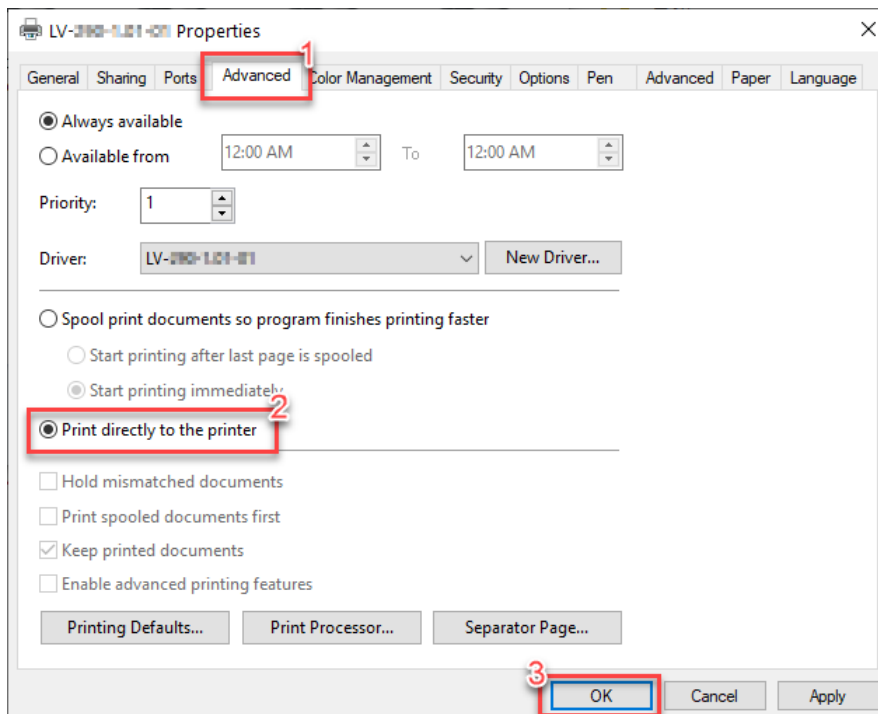 LV- Properties
1
General Sharing Ports Advanced Color Management Security Options Pen Advanced Paper Language
Always available
Available from 12:00 AM To 12:00 AM
Priority: 1
Driver: LV- New Driver...
Spool print documents so program finishes printing faster
Start printing after last page is spooled
Start printing immediately
2
Print directly to the printer
Hold mismatched documents
Print spooled documents first
Keep printed documents
Enable advanced printing features
Printing Defaults... Print Processor... Separator Page...
3
OK Cancel Apply